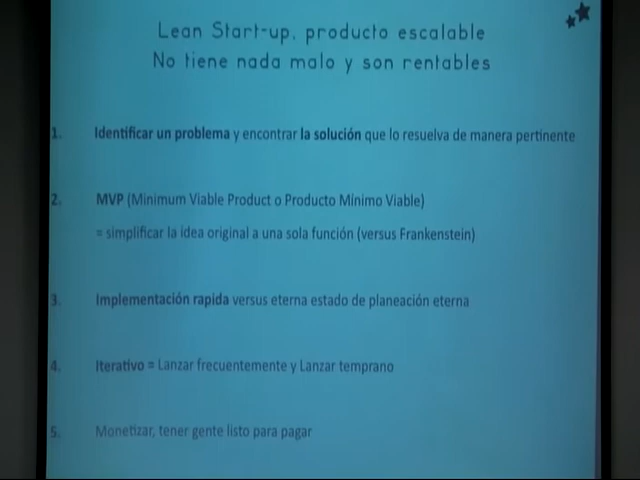 Lean Start-up, producto escalable
No tiene nada malo y son rentables
1. Identificar un problema y encontrar la solución que lo resuelva de manera pertinente
2. MVP (Minimum Viable Product o Producto Mínimo Viable)
= simplificar la idea original a una sola función (versus Frankenstein)
3. Implementación rapida versus eterna estado de planeación eterna
4. Iterativo = Lanzar frecuentemente y Lanzar temprano
5. Monetizar, tener gente listo para pagar